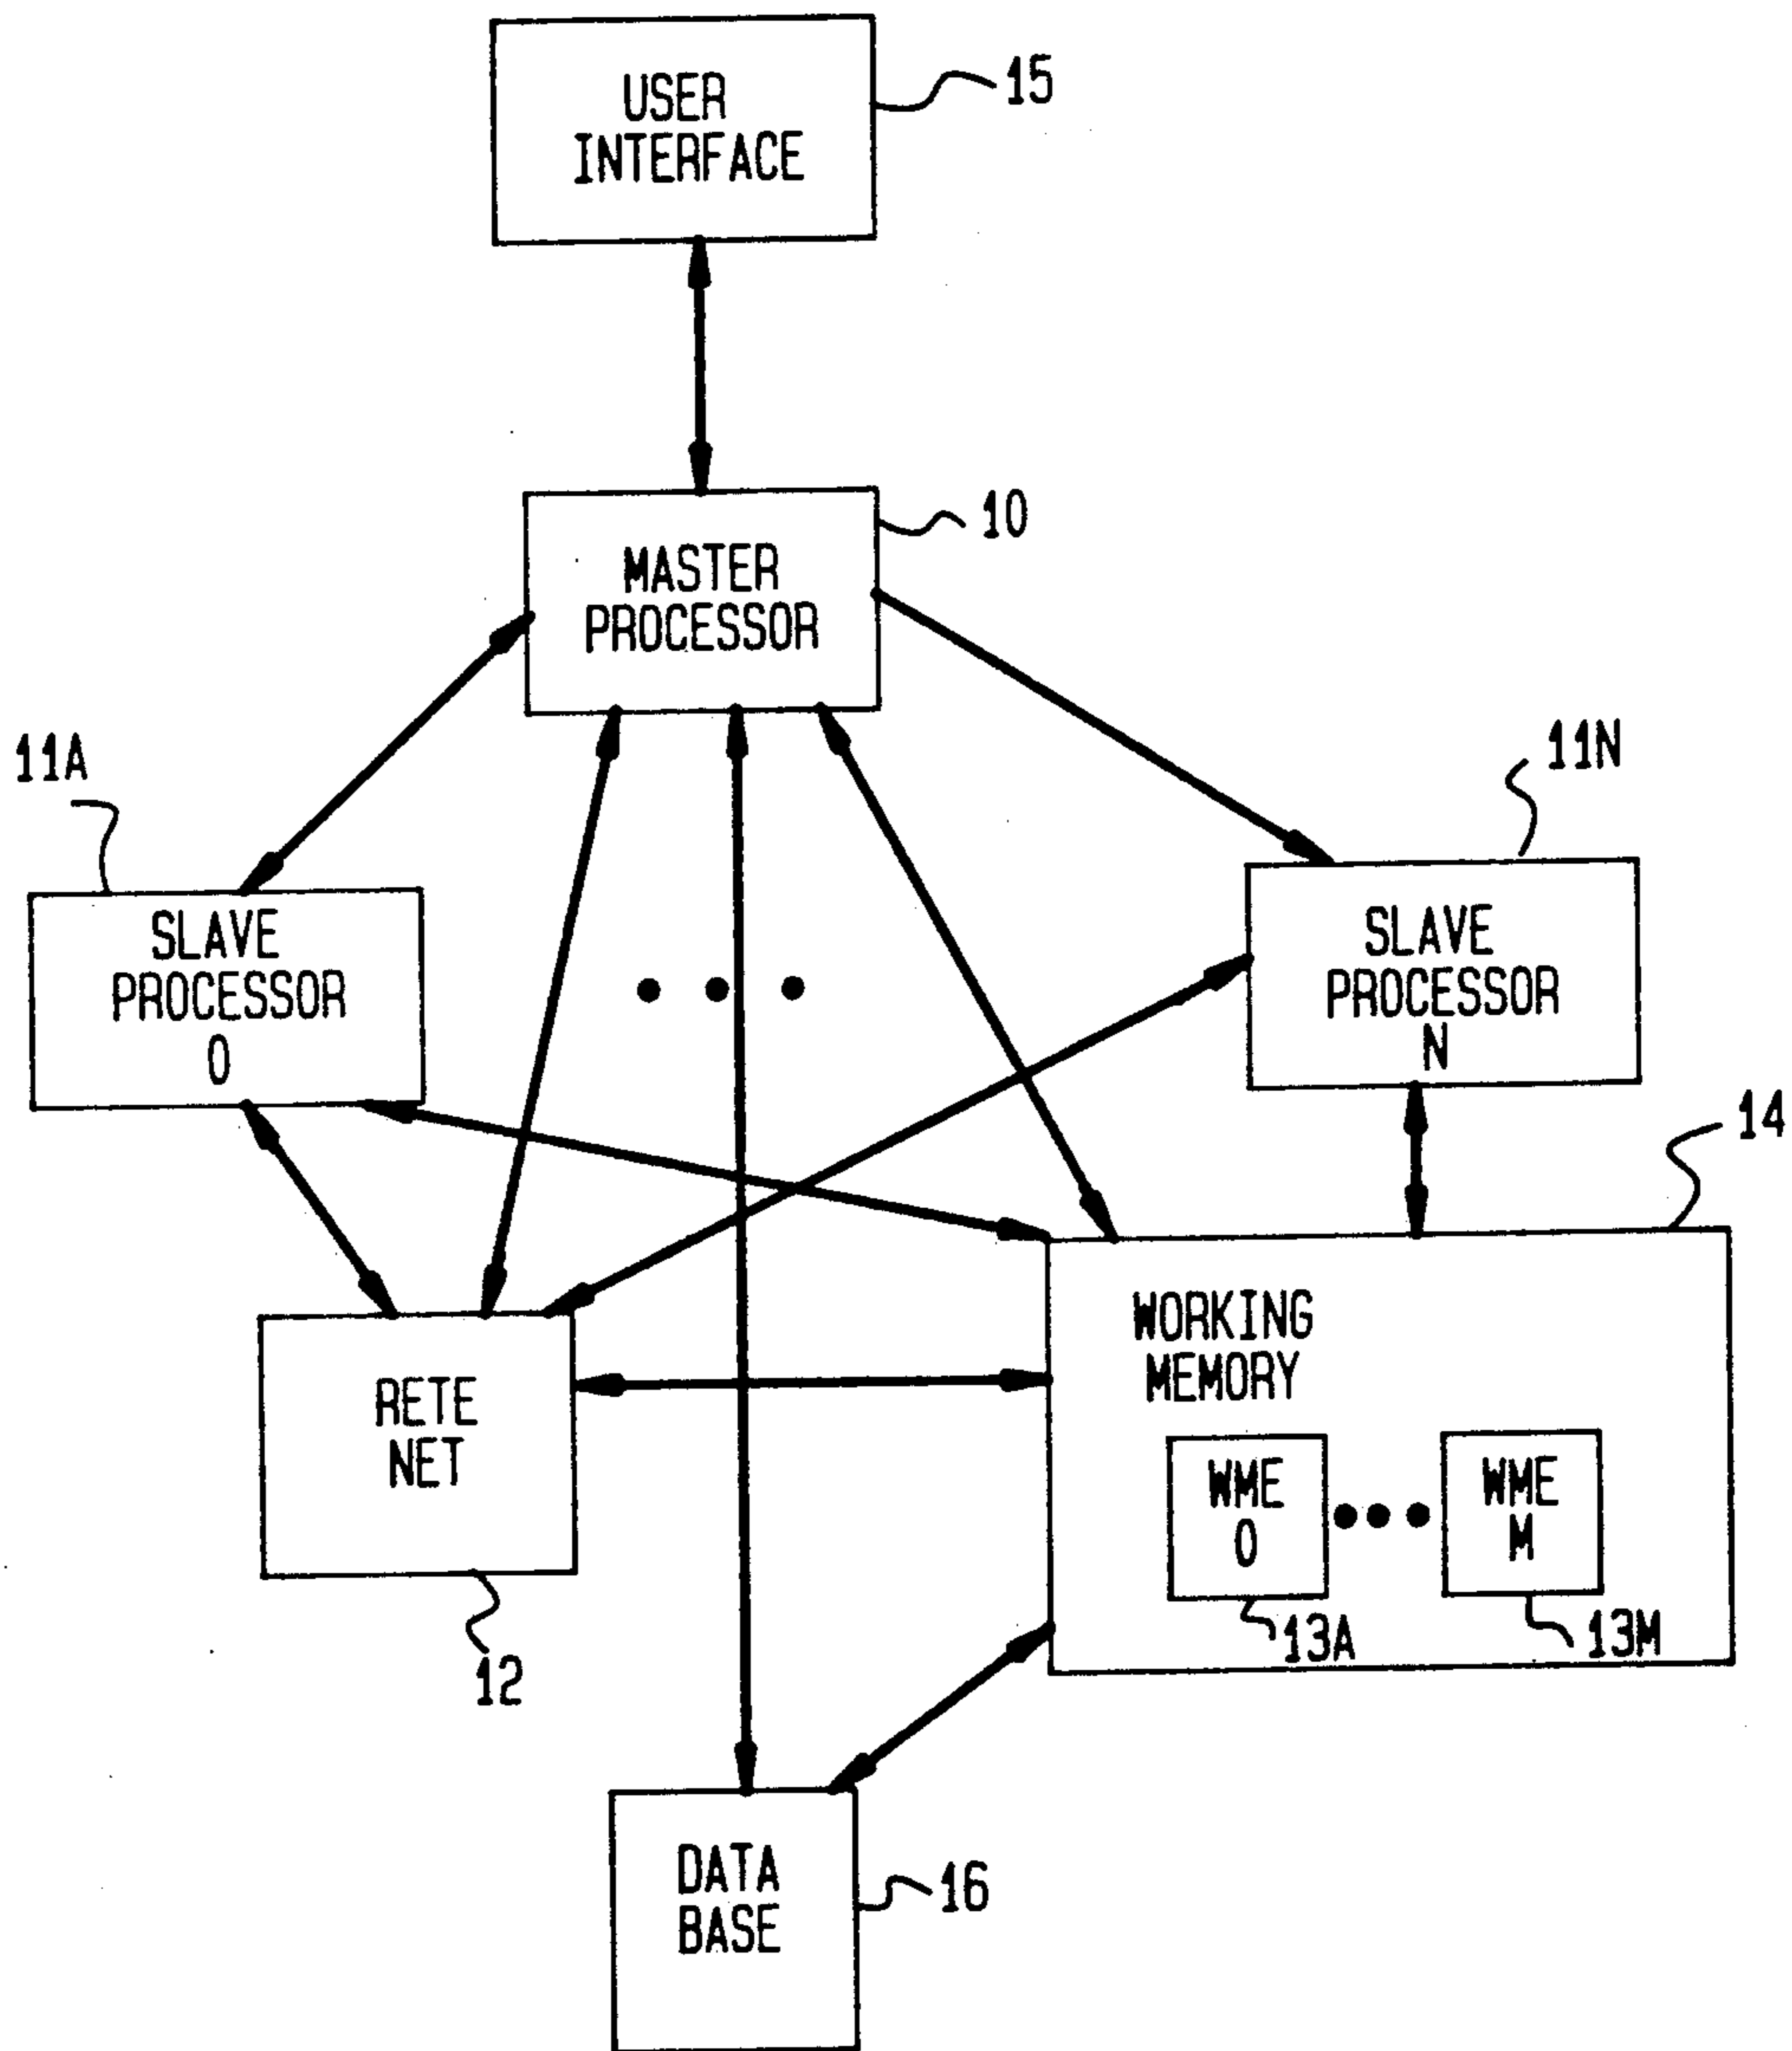 USER
INTERFACE
15
MASTER
PROCESSOR
10
11A
SLAVE
PROCESSOR
0
11N
SLAVE
PROCESSOR
N
14
RETE
NET
12
WORKING
MEMORY
WME
0
WME
M
13A
13M
DATA
BASE
16